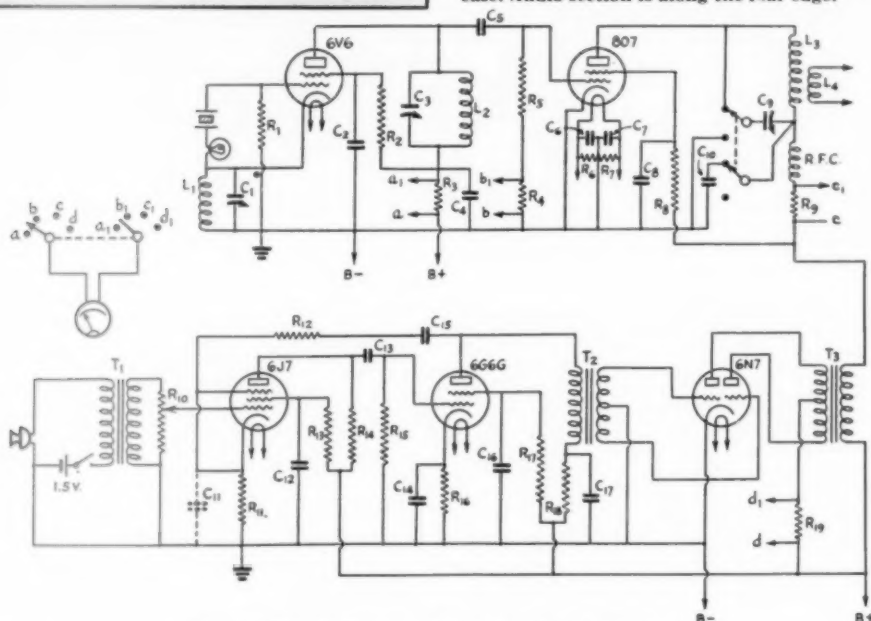 C5
6V6
807
L3
L4
C3
L2
R5
C9
R1
C2
R2
C6
C7
C10
R.F.C.
L1
C1
R3
a1
b1
R6
R7
C8
R8
c1
a
C4
b
R4
R9
c
b
c
b1
c1
a
d
a1
d1
B-
B+
R12
C15
C13
T1
6J7
6G6G
T2
6N7
T3
R10
R13
R14
R15
R17
1.5V.
C11
R11
C12
C14
R16
C16
R18
C17
d1
d
R19
B-
B+